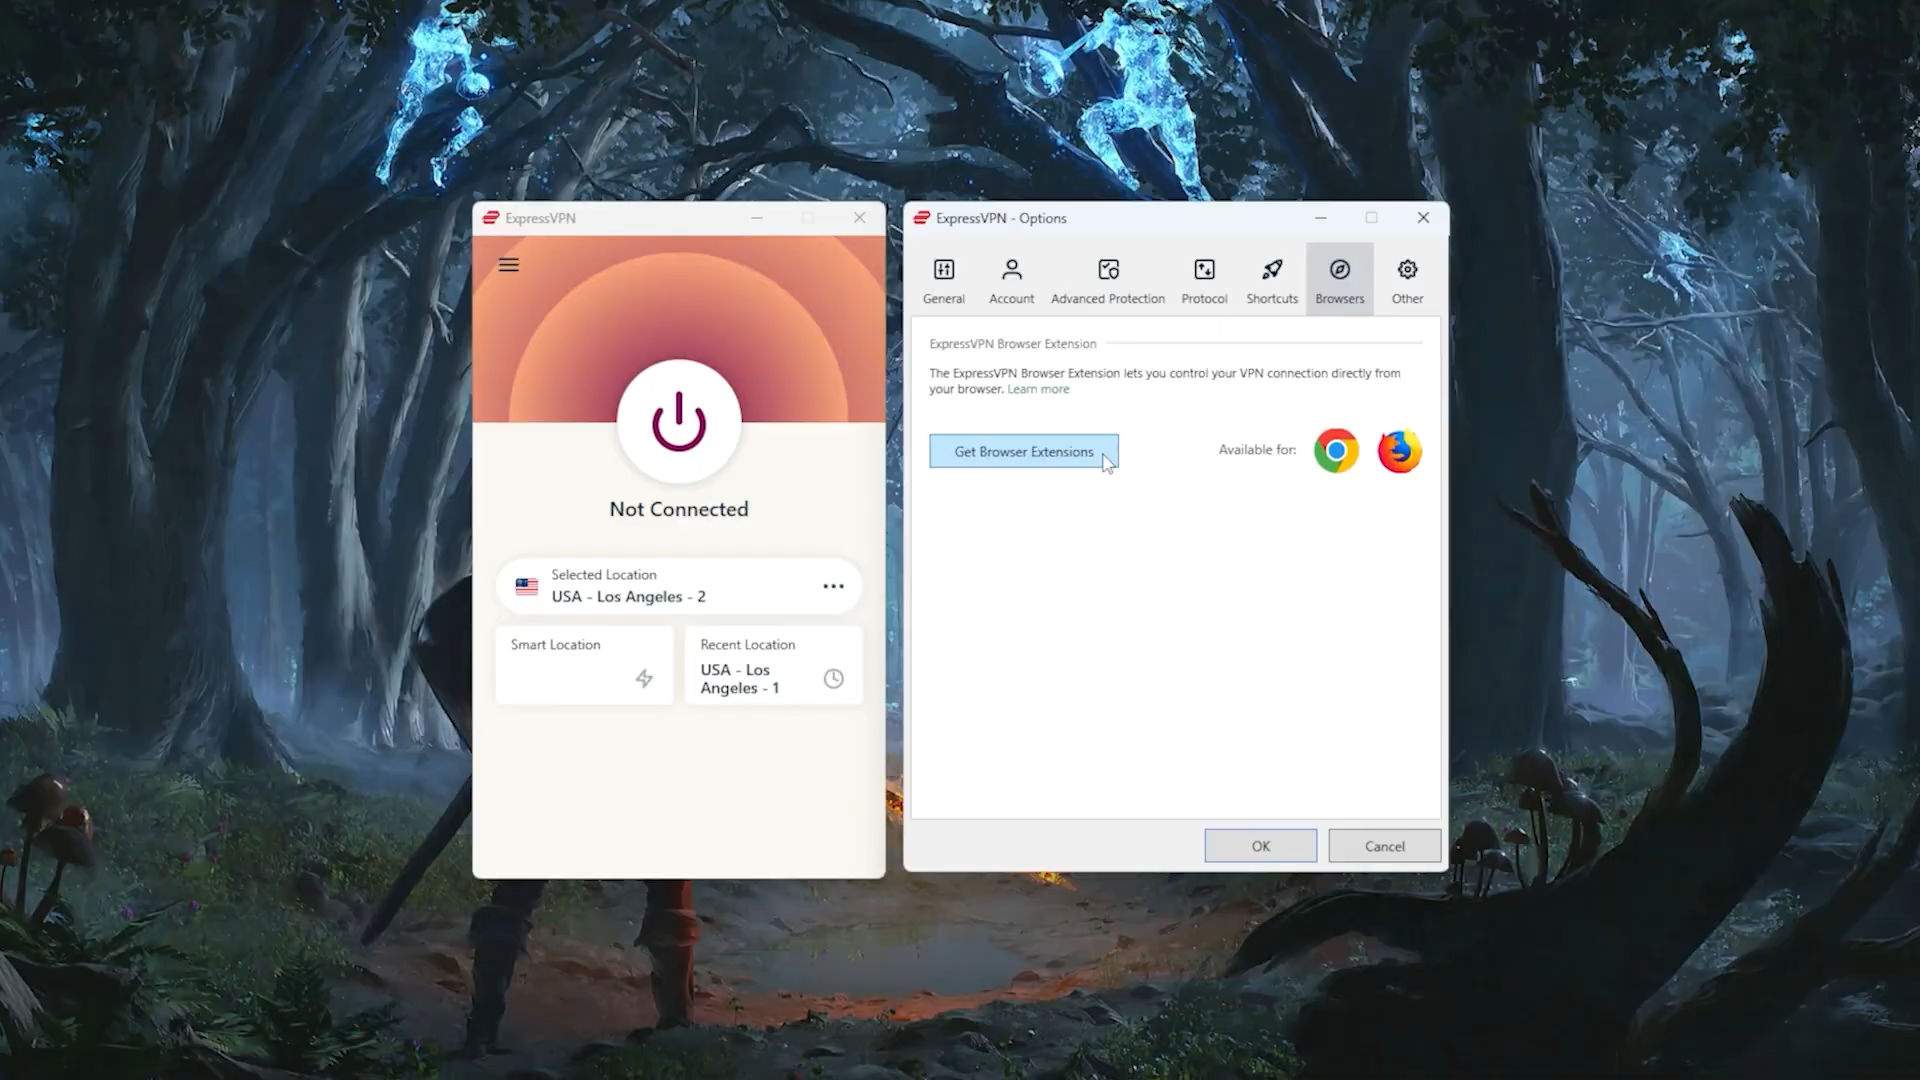 ExpressVPN
Not Connected
Selected Location
USA - Los Angeles - 2
Smart Location
Recent Location
USA - Los
Angeles - 1
ExpressVPN - Options
General
Account
Advanced Protection
Protocol
Shortcuts
Browsers
Other
ExpressVPN Browser Extension
The ExpressVPN Browser Extension lets you control your VPN connection directly from
your browser. Learn more
Get Browser Extensions
Available for:
OK
Cancel